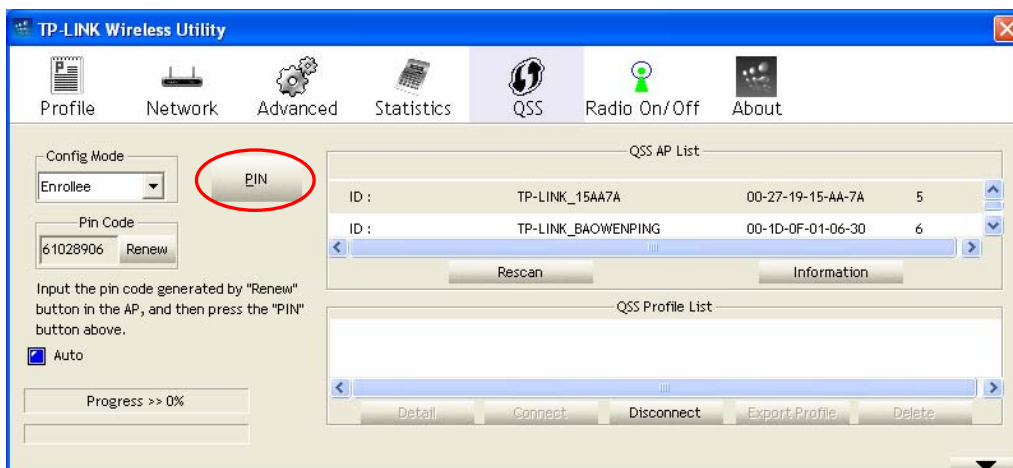 TP-LINK Wireless Utility
Profile Network Advanced Statistics QSS Radio On/Off About
Config Mode
Enrollee
PIN
Pin Code
61028906 Renew
Input the pin code generated by "Renew"
button in the AP, and then press the "PIN"
button above.
Auto
Progress >> 0%
QSS AP List
ID : TP-LINK_15AA7A 00-27-19-15-AA-7A 5
ID : TP-LINK_BAOWENPING 00-1D-0F-01-06-30 6
Rescan Information
QSS Profile List
Detail Connect Disconnect Export Profile Delete